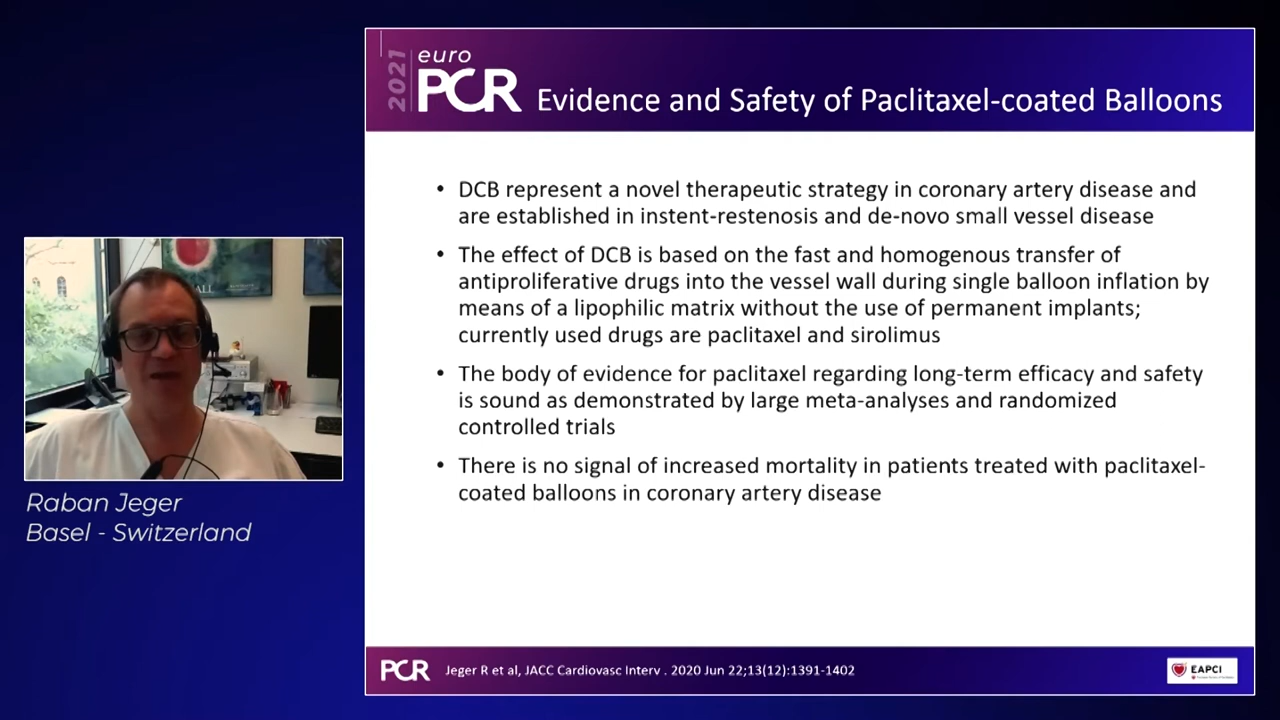 2021
euro
PCR
Evidence and Safety of Paclitaxel-coated Balloons
• DCB represent a novel therapeutic strategy in coronary artery disease and
are established in instent-restenosis and de-novo small vessel disease
• The effect of DCB is based on the fast and homogenous transfer of
antiproliferative drugs into the vessel wall during single balloon inflation by
means of a lipophilic matrix without the use of permanent implants;
currently used drugs are paclitaxel and sirolimus
• The body of evidence for paclitaxel regarding long-term efficacy and safety
is sound as demonstrated by large meta-analyses and randomized
controlled trials
• There is no signal of increased mortality in patients treated with paclitaxel-
coated balloons in coronary artery disease
Raban Jeger
Basel - Switzerland
PCR
Jeger R et al, JACC Cardiovasc Interv . 2020 Jun 22;13(12):1391-1402
EAPCI